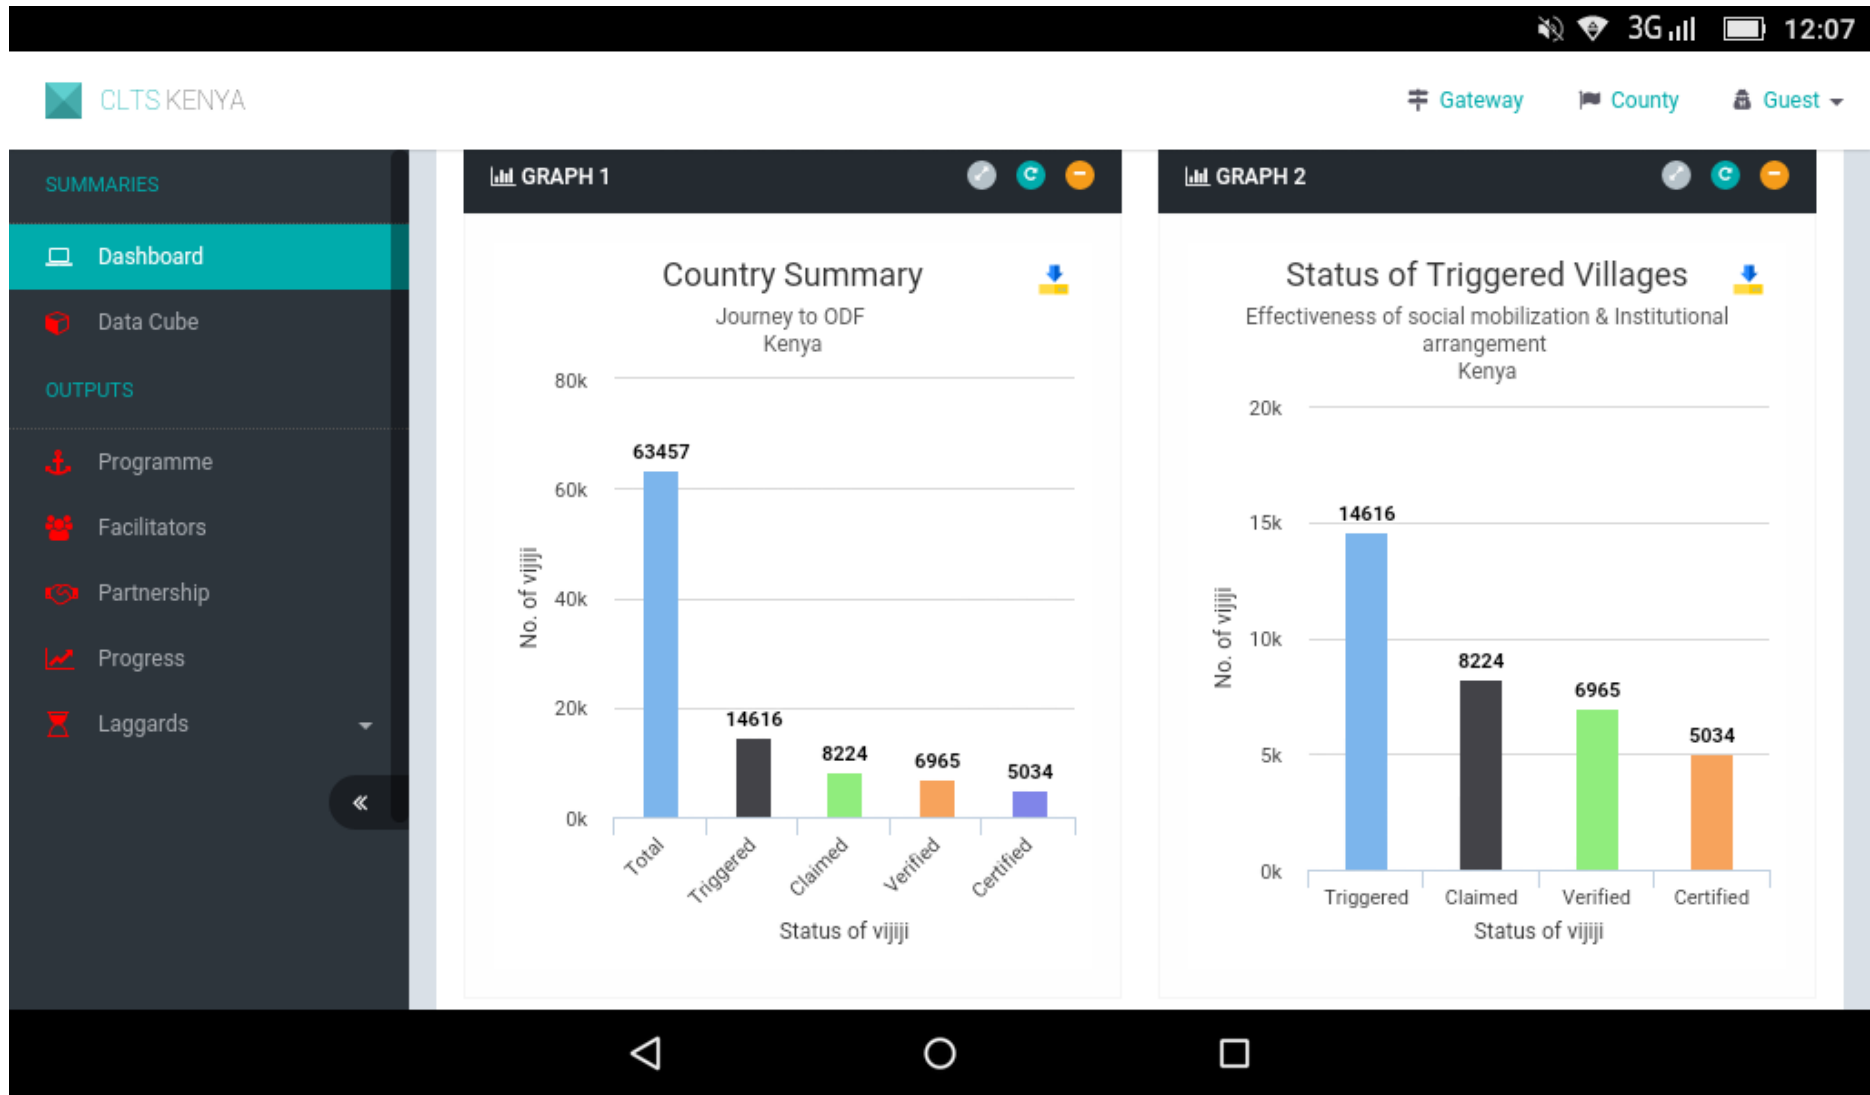 3G 12:07
CLTS KENYA
Gateway County Guest
SUMMARIES
Dashboard
Data Cube
OUTPUTS
Programme
Facilitators
Partnership
Progress
Laggards
GRAPH 1
Country Summary
Journey to ODF
Kenya
80k
60k
40k
20k
0k
No. of vijiji
63457
14616
8224
6965
5034
Total
Triggered
Claimed
Verified
Certified
Status of vijiji
GRAPH 2
Status of Triggered Villages
Effectiveness of social mobilization & Institutional
arrangement
Kenya
20k
15k
10k
5k
0k
No. of vijiji
14616
8224
6965
5034
Triggered
Claimed
Verified
Certified
Status of vijiji